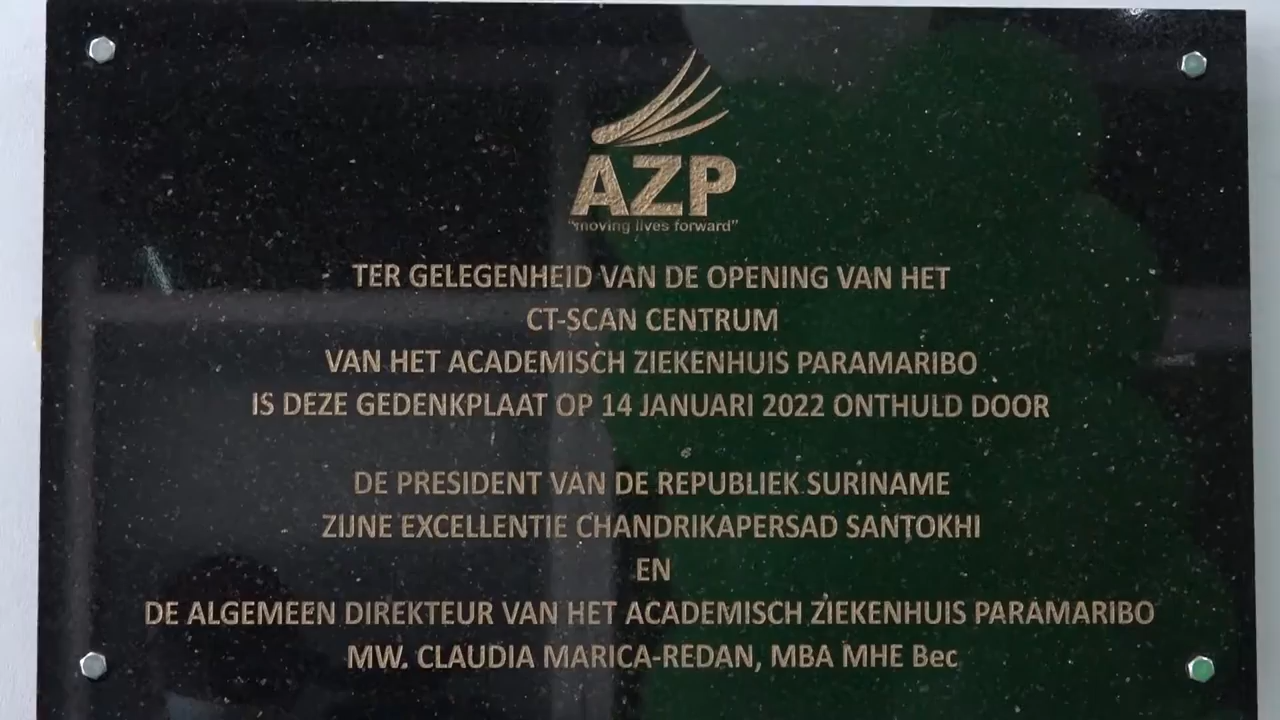 AZP
"moving lives forward"
TER GELEGENHEID VAN DE OPENING VAN HET
CT-SCAN CENTRUM
VAN HET ACADEMISCH ZIEKENHUIS PARAMARIBO
IS DEZE GEDENKPLAAT OP 14 JANUARI 2022 ONTHULD DOOR
DE PRESIDENT VAN DE REPUBLIEK SURINAME
ZIJNE EXCELLENTIE CHANDRIKAPERSAD SANTOKHI
EN
DE ALGEMEEN DIREKTEUR VAN HET ACADEMISCH ZIEKENHUIS PARAMARIBO
MW. CLAUDIA MARICA-REDAN, MBA MHE Bec